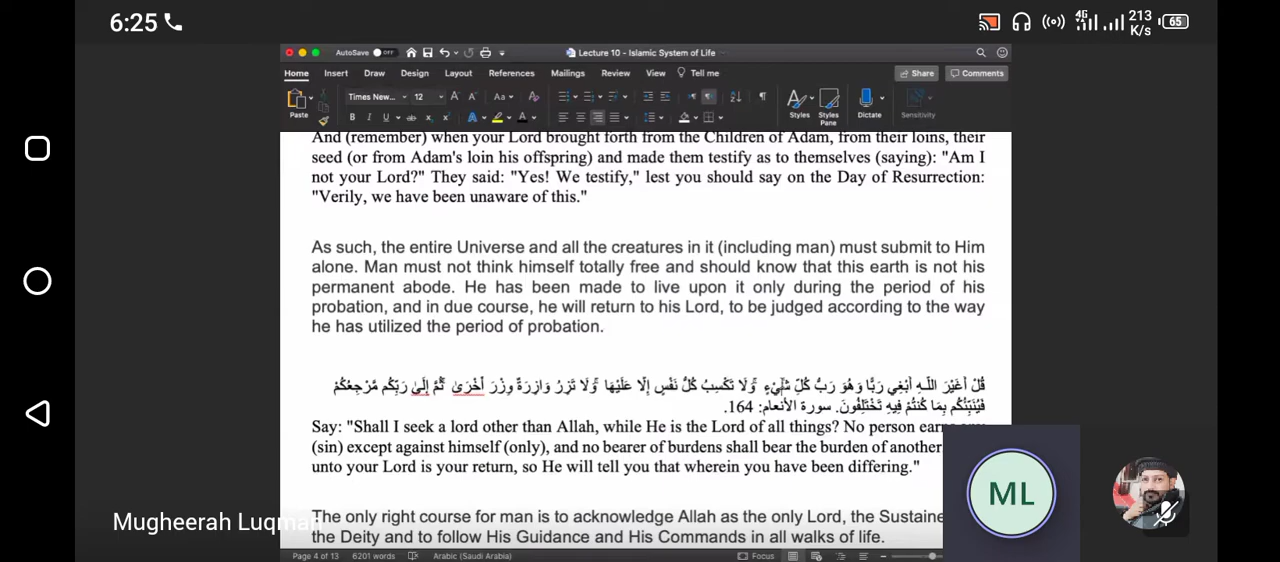 6:25
4G
213
K/s
65
AutoSave OFF
Lecture 10 - Islamic System of Life
Home Insert Draw Design Layout References Mailings Review View Tell me
Share Comments
Paste
Times New... 12
Styles
Styles Pane
Dictate
Sensitivity
And (remember) when your Lord brought forth from the Children of Adam, from their loins, their
seed (or from Adam's loin his offspring) and made them testify as to themselves (saying): "Am I
not your Lord?" They said: "Yes! We testify," lest you should say on the Day of Resurrection:
"Verily, we have been unaware of this."
As such, the entire Universe and all the creatures in it (including man) must submit to Him
alone. Man must not think himself totally free and should know that this earth is not his
permanent abode. He has been made to live upon it only during the period of his
probation, and in due course, he will return to his Lord, to be judged according to the way
he has utilized the period of probation.
قُلْ أَغَيْرَ اللَّـهِ أَبْغِي رَبًّا وَهُوَ رَبُّ كُلِّ شَيْءٍ ۚ وَلَا تَكْسِبُ كُلُّ نَفْسٍ إِلَّا عَلَيْهَا ۚ وَلَا تَزِرُ وَازِرَةٌ وِزْرَ أُخْرَىٰ ۚ ثُمَّ إِلَىٰ رَبِّكُم مَّرْجِعُكُمْ
فَيُنَبِّئُكُم بِمَا كُنتُمْ فِيهِ تَخْتَلِفُونَ. سورة الأنعام: 164.
Say: "Shall I seek a lord other than Allah, while He is the Lord of all things? No person earns
(sin) except against himself (only), and no bearer of burdens shall bear the burden of another
unto your Lord is your return, so He will tell you that wherein you have been differing."
The only right course for man is to acknowledge Allah as the only Lord, the
the Deity and to follow His Guidance and His Commands in all walks of life.
Mugheerah Luqman
ML
Page 4 of 13 6201 words Arabic (Saudi Arabia) Focus